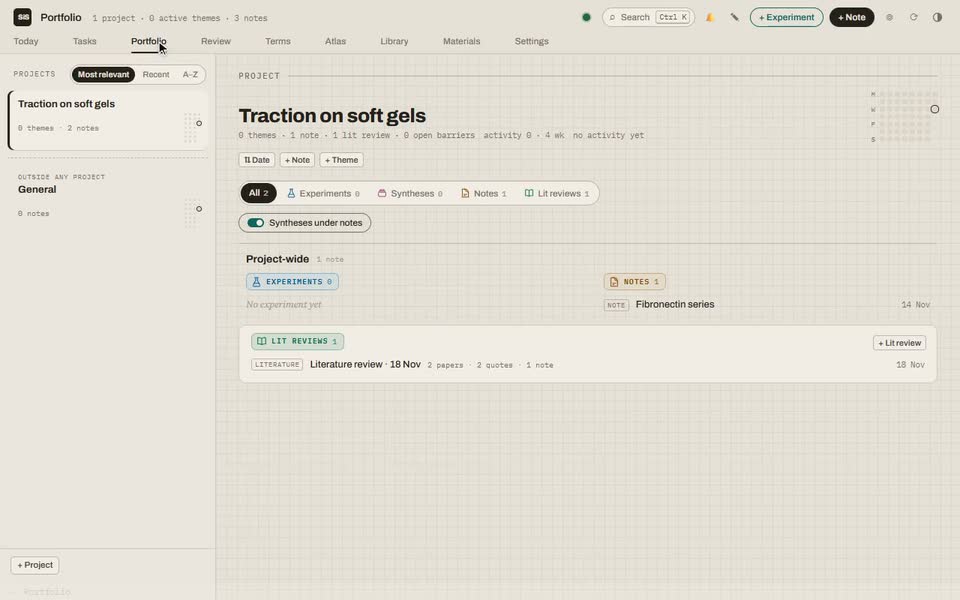 SiS Portfolio 1 project · 0 active themes · 3 notes Search Ctrl K + Experiment + Note
Today Tasks Portfolio Review Terms Atlas Library Materials Settings
PROJECTS Most relevant Recent A–Z
Traction on soft gels
0 themes · 2 notes
OUTSIDE ANY PROJECT
General
0 notes
+ Project
Portfolio
PROJECT
Traction on soft gels
0 themes · 1 note · 1 lit review · 0 open barriers activity 0 · 4 wk no activity yet
M
W
F
S
Date + Note + Theme
All 2 Experiments 0 Syntheses 0 Notes 1 Lit reviews 1
Syntheses under notes
Project-wide 1 note
EXPERIMENTS 0 NOTES 1
No experiment yet NOTE Fibronectin series 14 Nov
LIT REVIEWS 1 + Lit review
LITERATURE Literature review · 18 Nov 2 papers · 2 quotes · 1 note 18 Nov